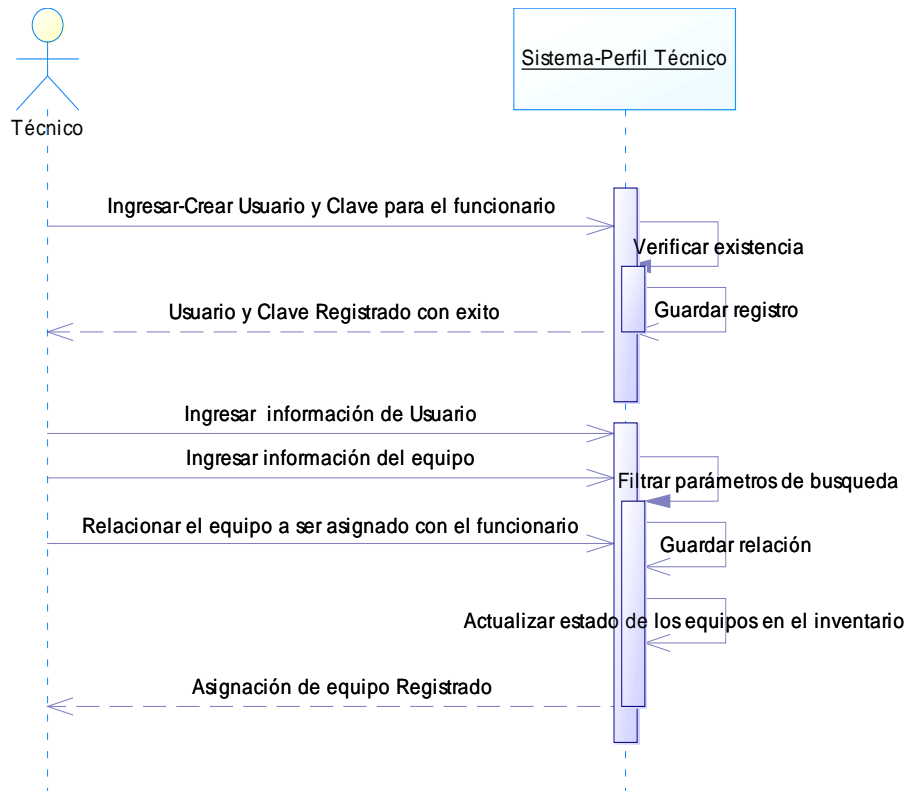 Sistema-Perfil Técnico
Técnico
Ingresar-Crear Usuario y Clave para el funcionario
Verificar existencia
Usuario y Clave Registrado con exito
Guardar registro
Ingresar información de Usuario
Ingresar información del equipo
Filtrar parámetros de busqueda
Relacionar el equipo a ser asignado con el funcionario
Guardar relación
Actualizar estado de los equipos en el inventario
Asignación de equipo Registrado